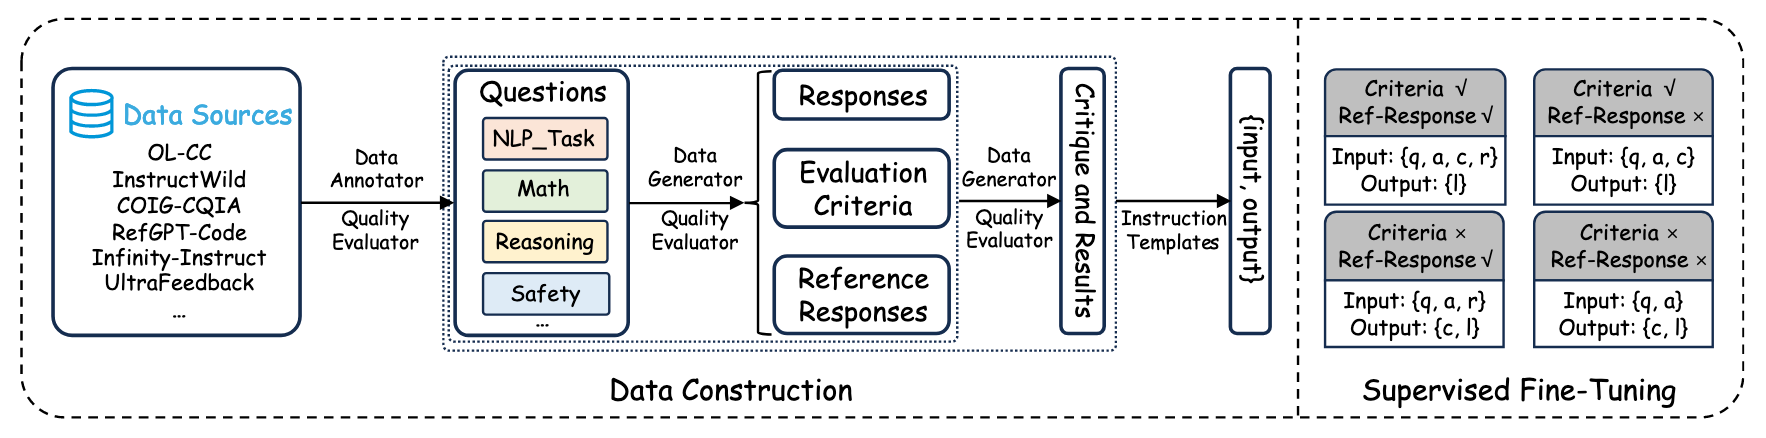 Data Sources
OL-CC
InstructWild
COIG-CQIA
RefGPT-Code
Infinity-Instruct
UltraFeedback
...
Data
Annotator
Quality
Evaluator
Questions
NLP_Task
Math
Reasoning
Safety
...
Data
Generator
Quality
Evaluator
Responses
Evaluation
Criteria
Reference
Responses
Data
Generator
Quality
Evaluator
Critique and Results
Instruction
Templates
{input, output}
Data Construction
Criteria √
Ref-Response √
Input: {q, a, c, r}
Output: {l}
Criteria √
Ref-Response ×
Input: {q, a, c}
Output: {l}
Criteria ×
Ref-Response √
Input: {q, a, r}
Output: {c, l}
Criteria ×
Ref-Response ×
Input: {q, a}
Output: {c, l}
Supervised Fine-Tuning